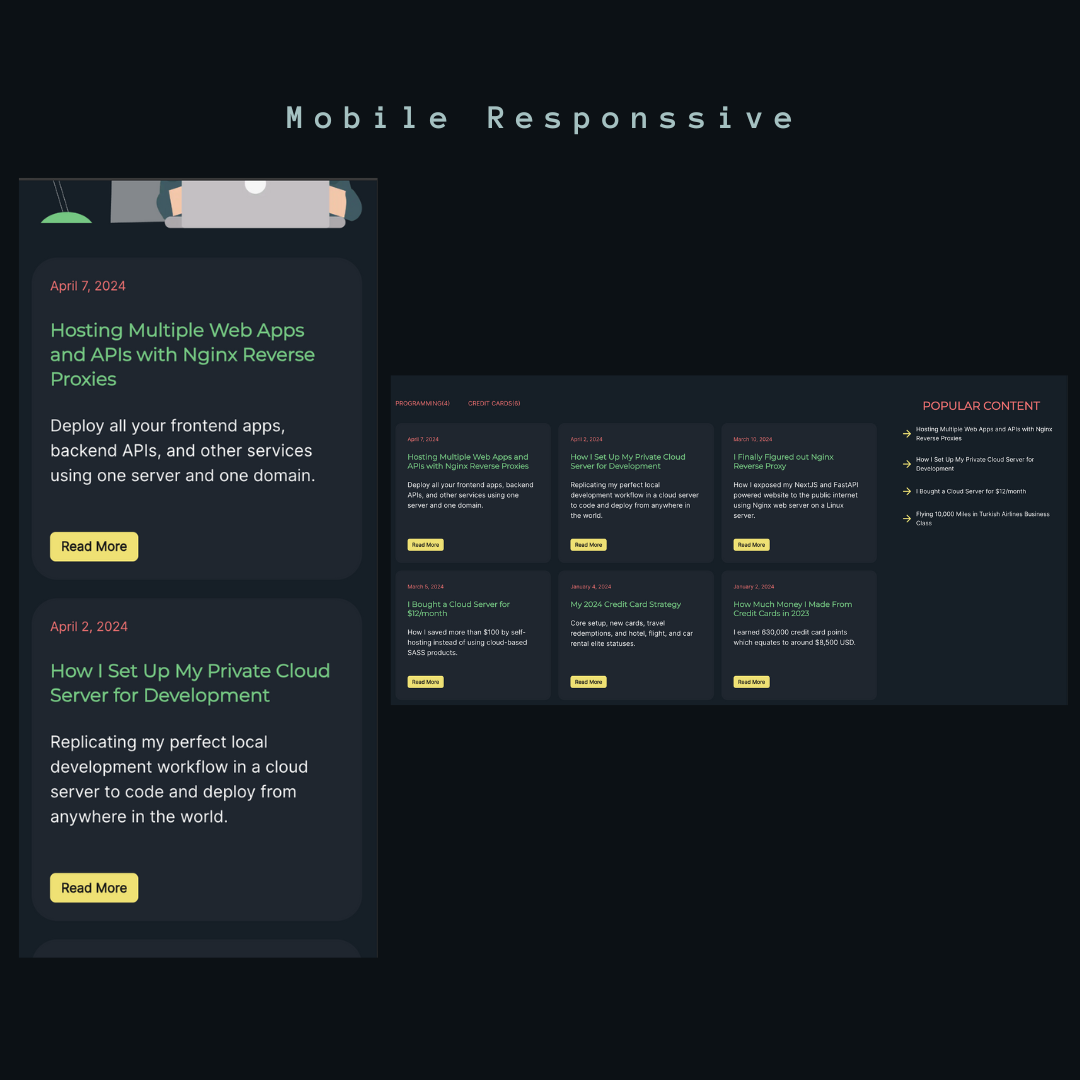 Mobile Responssive
April 7, 2024
Hosting Multiple Web Apps
and APIs with Nginx Reverse
Proxies
Deploy all your frontend apps,
backend APIs, and other services
using one server and one domain.
Read More
April 2, 2024
How I Set Up My Private Cloud
Server for Development
Replicating my perfect local
development workflow in a cloud
server to code and deploy from
anywhere in the world.
Read More
PROGRAMMING(4)
CREDIT CARDS(6)
April 7, 2024
Hosting Multiple Web Apps and
APIs with Nginx Reverse Proxies
Deploy all your frontend apps, backend
APIs, and other services using one
server and one domain.
Read More
April 2, 2024
How I Set Up My Private Cloud
Server for Development
Replicating my perfect local
development workflow in a cloud server
to code and deploy from anywhere in
the world.
Read More
March 10, 2024
I Finally Figured out Nginx
Reverse Proxy
How I exposed my NextJS and FastAPI
powered website to the public internet
using Nginx web server on a Linux
server.
Read More
March 5, 2024
I Bought a Cloud Server for
$12/month
How I saved more than $100 by self-
hosting instead of using cloud-based
SASS products.
Read More
January 4, 2024
My 2024 Credit Card Strategy
Core setup, new cards, travel
redemptions, and hotel, flight, and car
rental elite statuses.
Read More
January 2, 2024
How Much Money I Made From
Credit Cards in 2023
I earned 630,000 credit card points
which equates to around $8,500 USD.
Read More
POPULAR CONTENT
Hosting Multiple Web Apps and APIs with Nginx
Reverse Proxies
How I Set Up My Private Cloud Server for
Development
I Bought a Cloud Server for $12/month
Flying 10,000 Miles in Turkish Airlines Business
Class